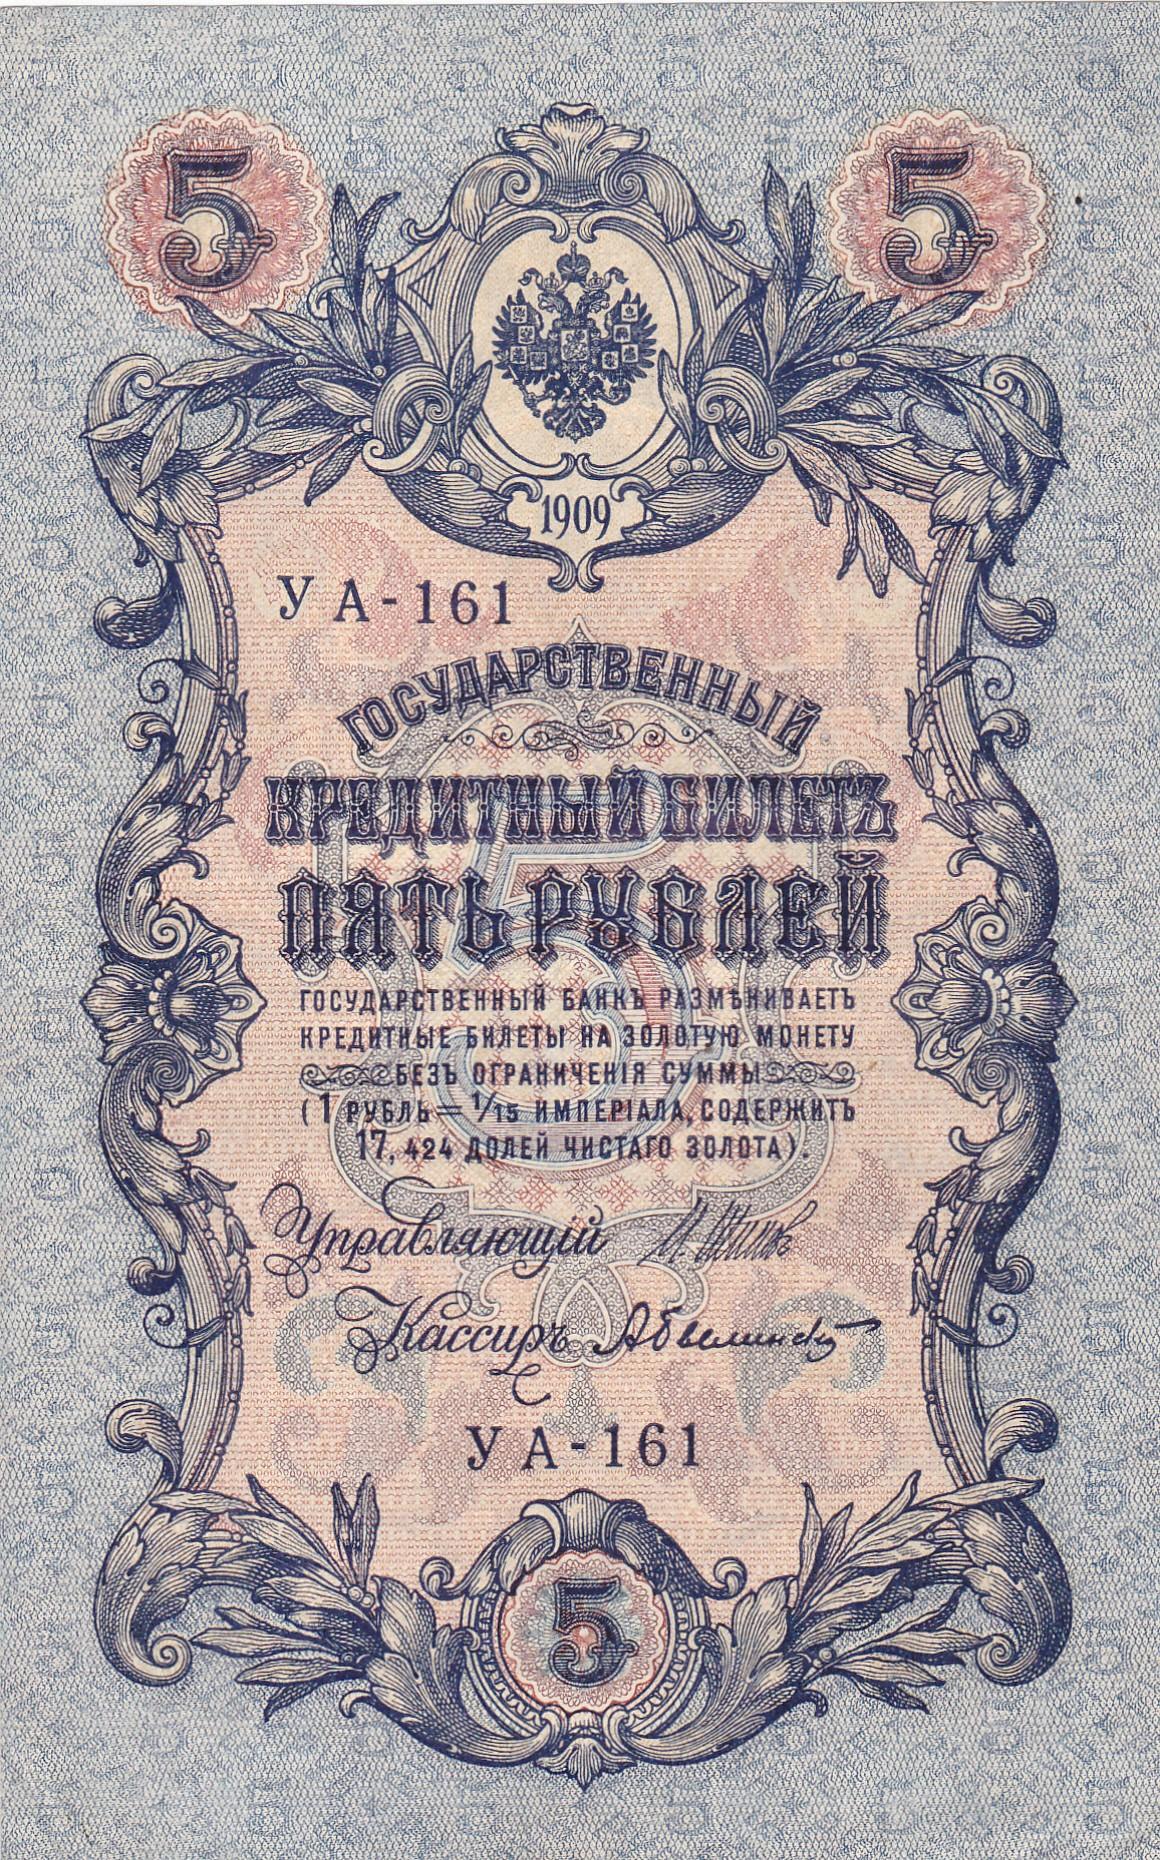 5 5
1909
УА-161
ГОСУДАРСТВЕННЫЙ
КРЕДИТНЫЙ БИЛЕТЪ
ПЯТЬ РУБЛЕЙ
ГОСУДАРСТВЕННЫЙ БАНКЪ РАЗМѢНИВАЕТЪ
КРЕДИТНЫЕ БИЛЕТЫ НА ЗОЛОТУЮ МОНЕТУ
БЕЗЪ ОГРАНИЧЕНІЯ СУММЫ
(1 РУБЛЬ = 1/15 ИМПЕРІАЛА, СОДЕРЖИТЪ
17,424 ДОЛЕЙ ЧИСТАГО ЗОЛОТА).
Управляющій
Кассиръ
УА-161
5